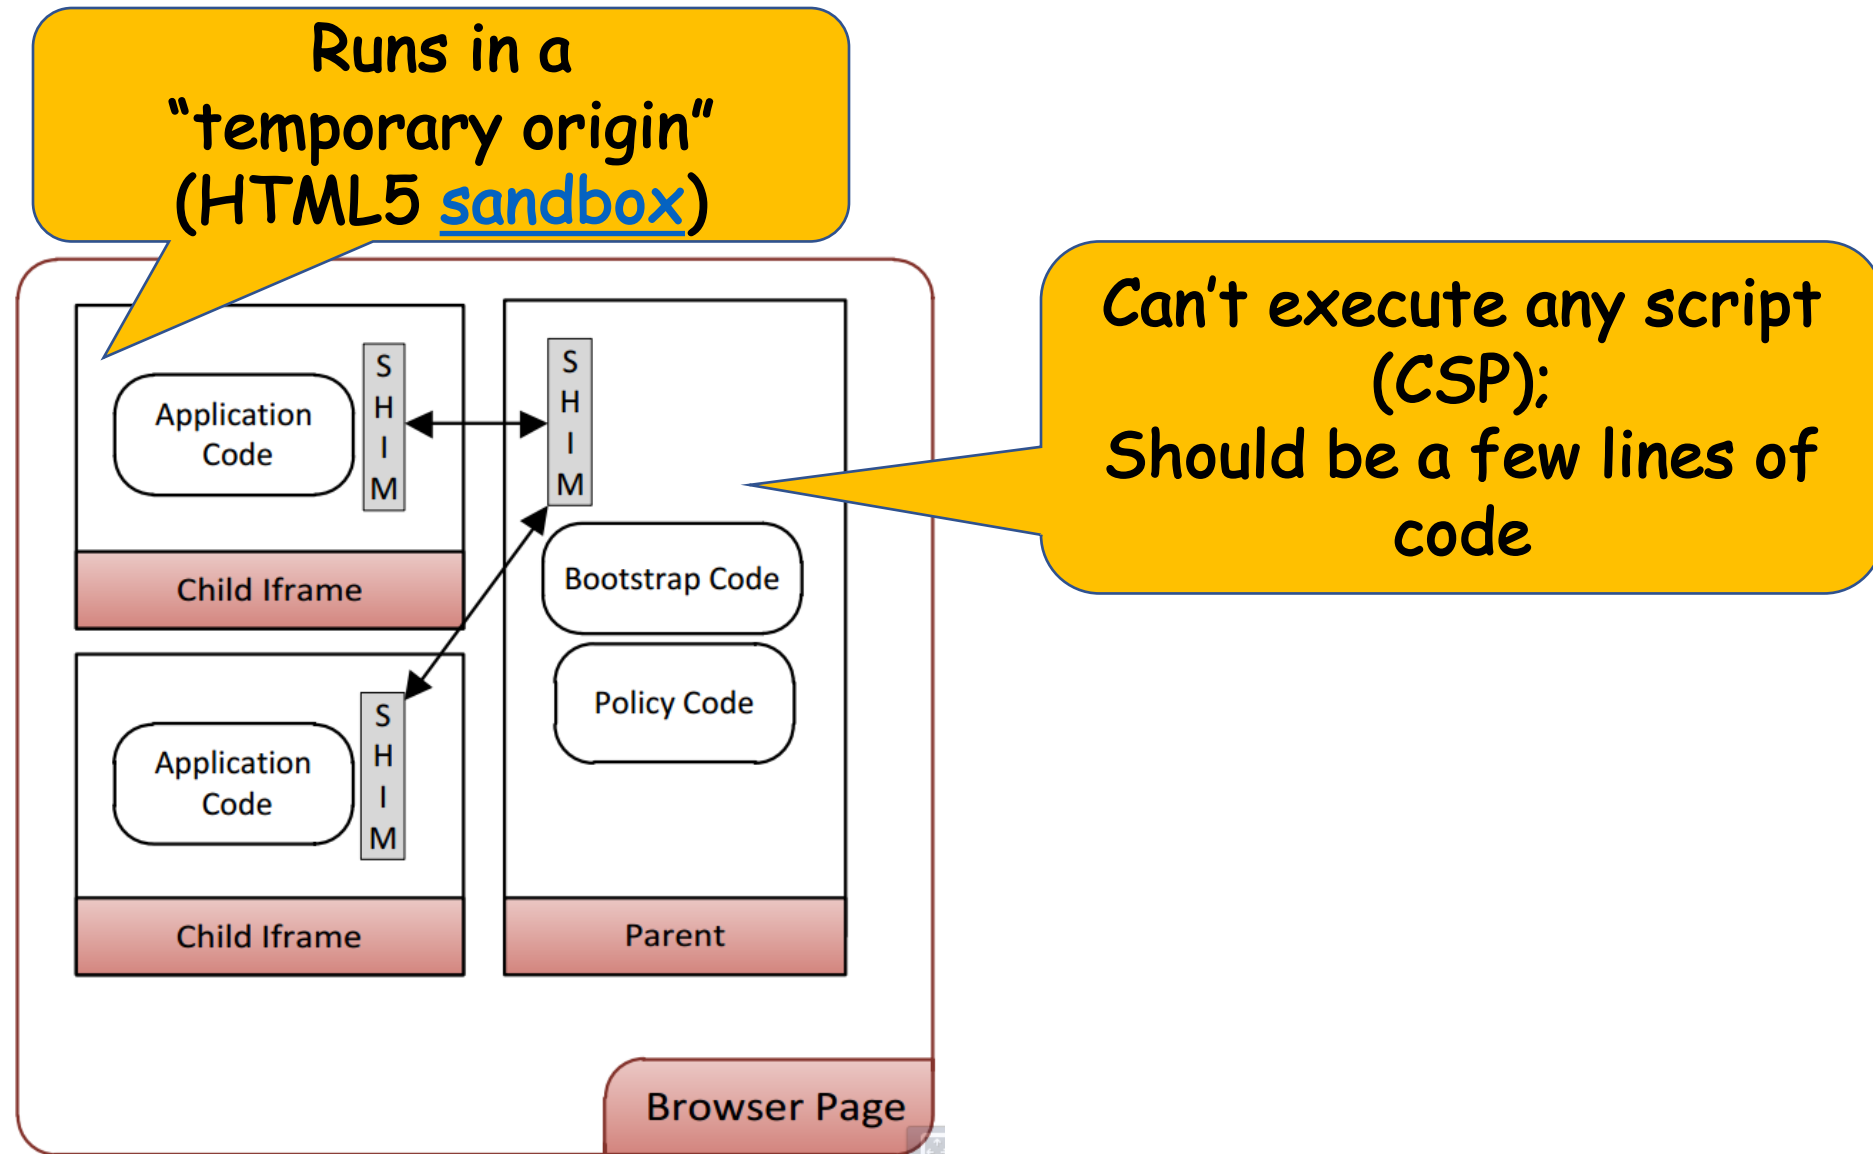 Runs in a
“temporary origin”
(HTML5 sandbox)
Can’t execute any script
(CSP);
Should be a few lines of
code
Application
Code
S
H
I
M
Child Iframe
Application
Code
S
H
I
M
Child Iframe
S
H
I
M
Bootstrap Code
Policy Code
Parent
Browser Page